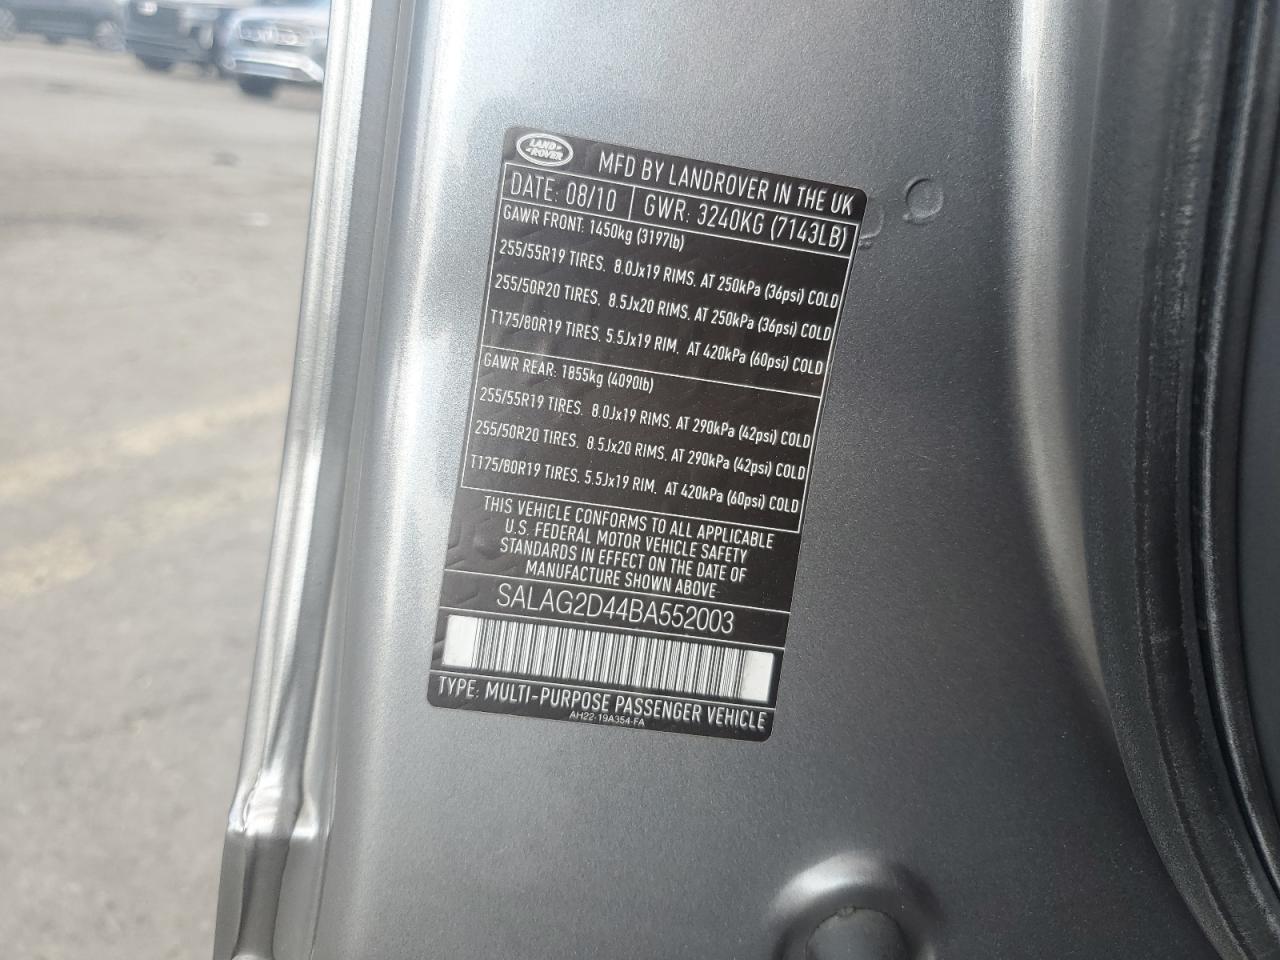 LAND ROVER
MFD BY LANDROVER IN THE UK
DATE: 08/10 GWR: 3240KG (7143LB)
GAWR FRONT: 1450kg (3197lb)
255/55R19 TIRES. 8.0Jx19 RIMS. AT 250kPa (36psi) COLD
255/50R20 TIRES. 8.5Jx20 RIMS. AT 250kPa (36psi) COLD
T175/80R19 TIRES. 5.5Jx19 RIM. AT 420kPa (60psi) COLD
GAWR REAR: 1855kg (4090lb)
255/55R19 TIRES. 8.0Jx19 RIMS. AT 290kPa (42psi) COLD
255/50R20 TIRES. 8.5Jx20 RIMS. AT 290kPa (42psi) COLD
T175/80R19 TIRES. 5.5Jx19 RIM. AT 420kPa (60psi) COLD
THIS VEHICLE CONFORMS TO ALL APPLICABLE
U.S. FEDERAL MOTOR VEHICLE SAFETY
STANDARDS IN EFFECT ON THE DATE OF
MANUFACTURE SHOWN ABOVE.
SALAG2D44BA552003
TYPE: MULTI-PURPOSE PASSENGER VEHICLE
AH22-19A354-FA